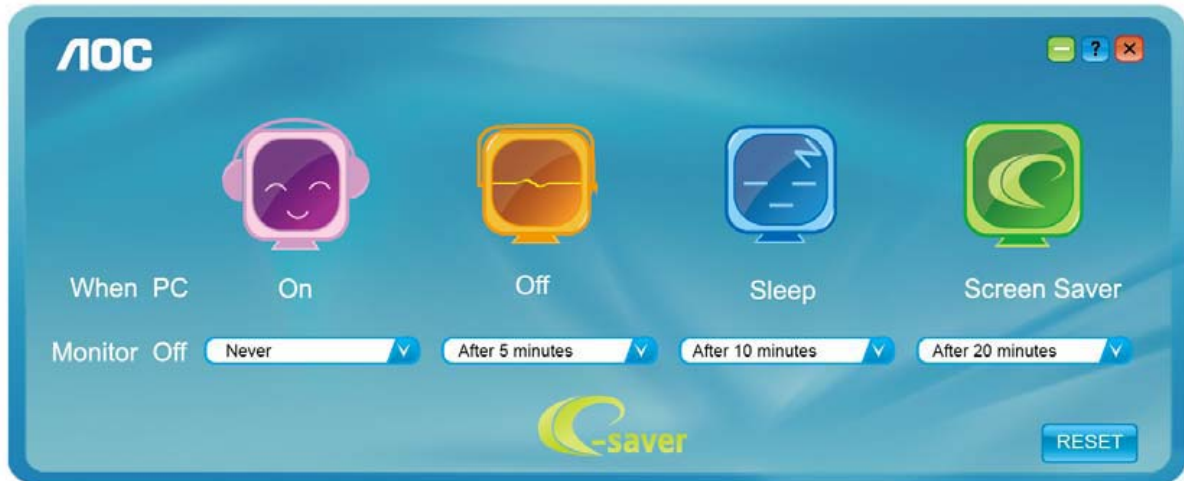 AOC
?
When PC On Off Sleep Screen Saver
Monitor Off Never After 5 minutes After 10 minutes After 20 minutes
e-saver
RESET